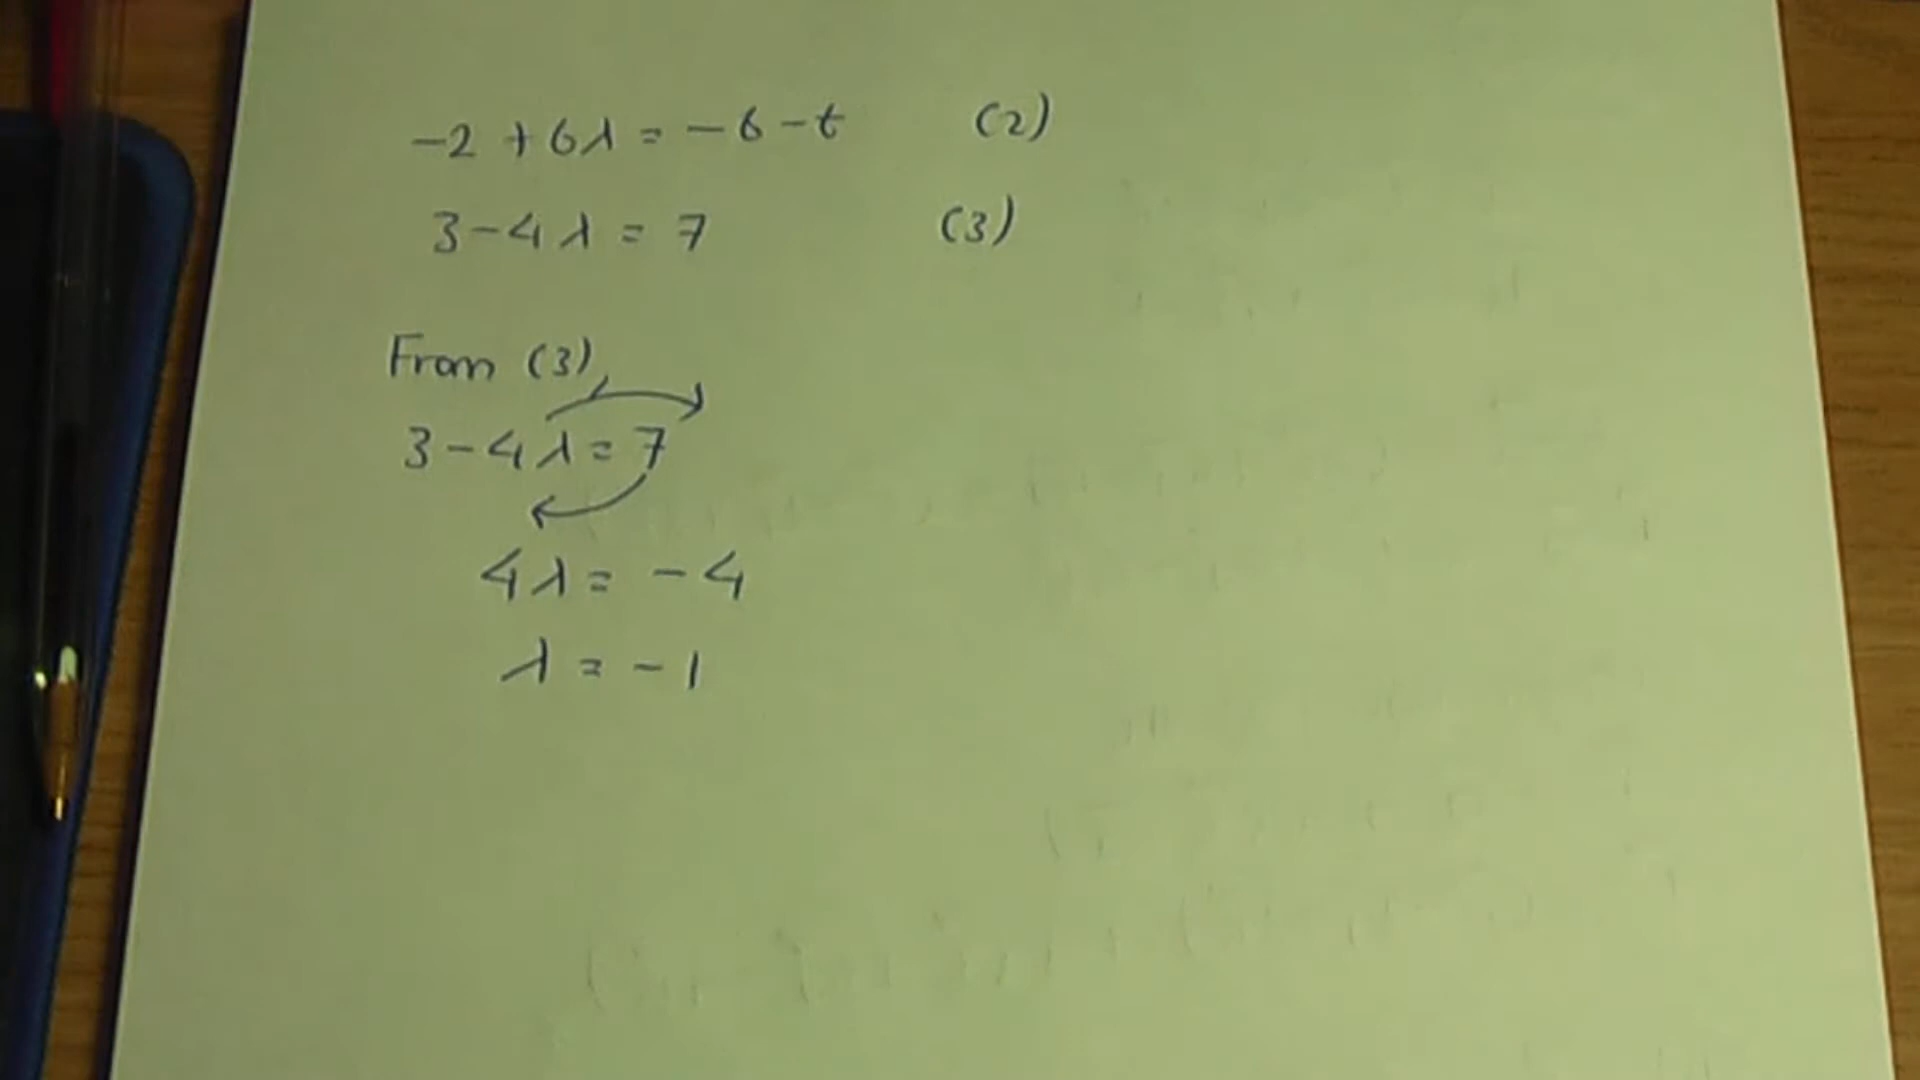 -2 + 6λ = -6 - t (2)
3 - 4λ = 7 (3)
From (3),
3 - 4λ = 7
4λ = -4
λ = -1